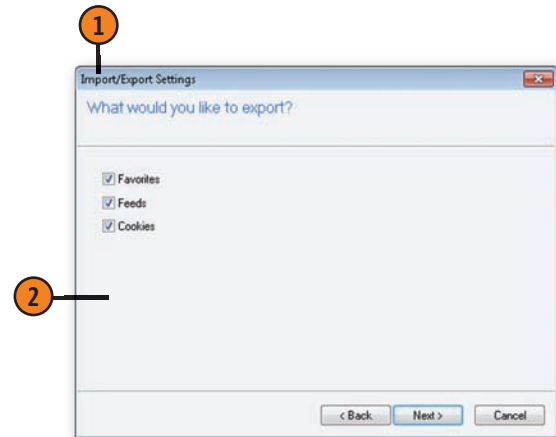 1
Import/Export Settings
What would you like to export?
Favorites
Feeds
Cookies
2
< Back Next > Cancel